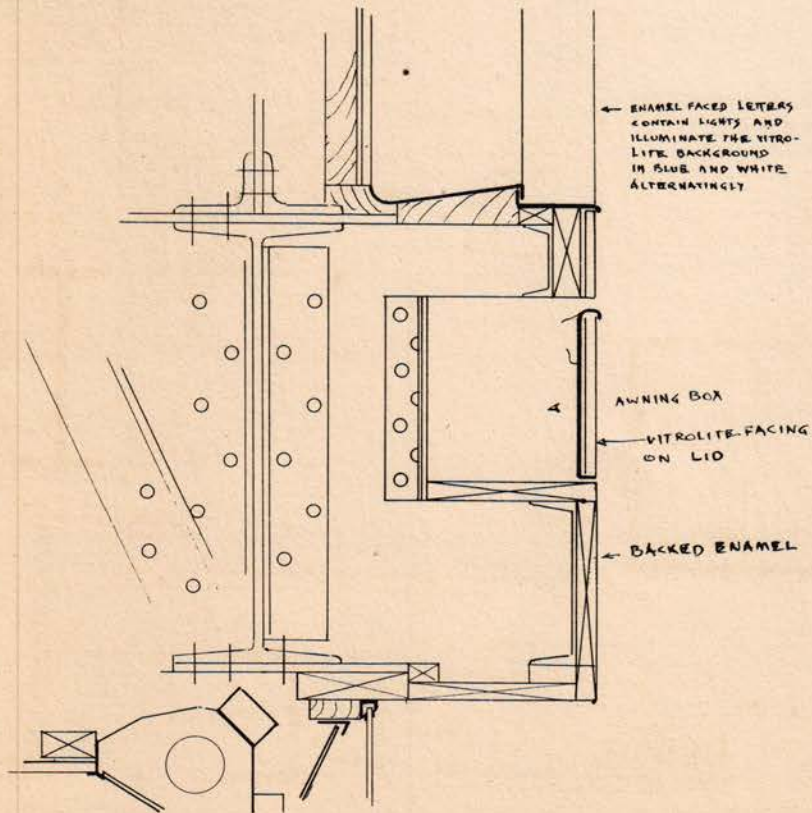 ENAMEL FACED LETTERS
CONTAIN LIGHTS AND
ILLUMINATE THE VITRO-
LITE BACKGROUND
IN BLUE AND WHITE
ALTERNATINGLY
A
AWNING BOX
VITROLITE FACING
ON LID
BACKED ENAMEL